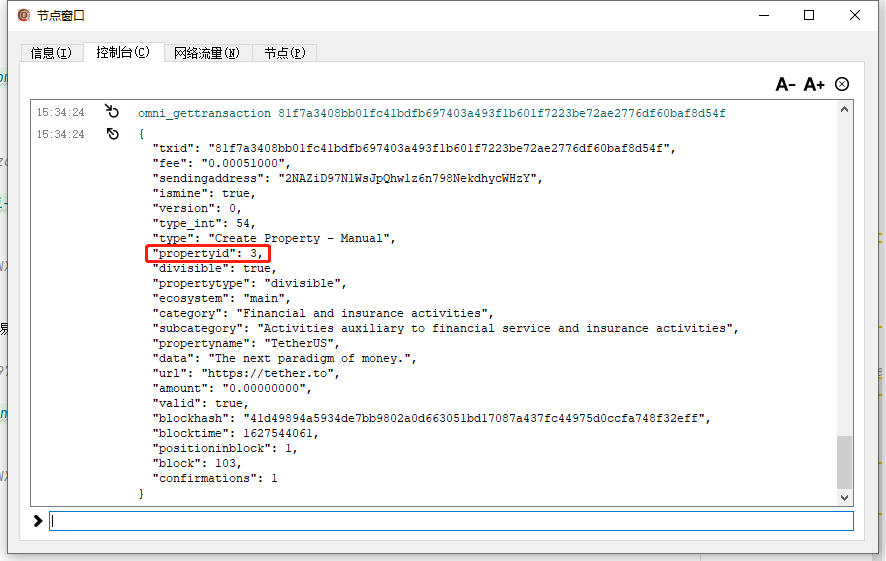 节点窗口
信息(I) 控制台(C) 网络流量(N) 节点(P)
A- A+
15:34:24 omni_gettransaction 81f7a3408bb01fc41bdfb697403a493f1b601f7223be72ae2776df60baf8d54f
15:34:24 {
"txid": "81f7a3408bb01fc41bdfb697403a493f1b601f7223be72ae2776df60baf8d54f",
"fee": "0.00051000",
"sendingaddress": "2NAZiD97N1WsJpQhw1z6n798NekdhycWHzY",
"ismine": true,
"version": 0,
"type_int": 54,
"type": "Create Property - Manual",
"propertyid": 3,
"divisible": true,
"propertytype": "divisible",
"ecosystem": "main",
"category": "Financial and insurance activities",
"subcategory": "Activities auxiliary to financial service and insurance activities",
"propertyname": "TetherUS",
"data": "The next paradigm of money.",
"url": "https://tether.to",
"amount": "0.00000000",
"valid": true,
"blockhash": "41d49894a5934de7bb9802a0d663051bd17087a437fc44975d0ccfa748f32eff",
"blocktime": 1627544061,
"positioninblock": 1,
"block": 103,
"confirmations": 1
}